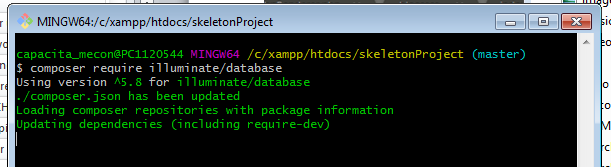 MINGW64:/c/xampp/htdocs/skeletonProject
capacita_mecon@PC1120544 MINGW64 /c/xampp/htdocs/skeletonProject (master)
$ composer require illuminate/database
Using version ^5.8 for illuminate/database
./composer.json has been updated
Loading composer repositories with package information
Updating dependencies (including require-dev)